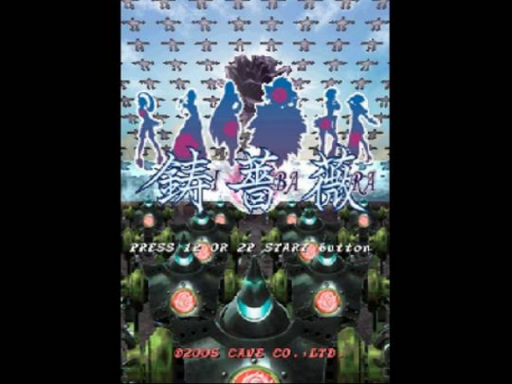 鋳薔薇
I BA RA
PRESS 1P OR 2P START button
©2005 CAVE CO.,LTD.